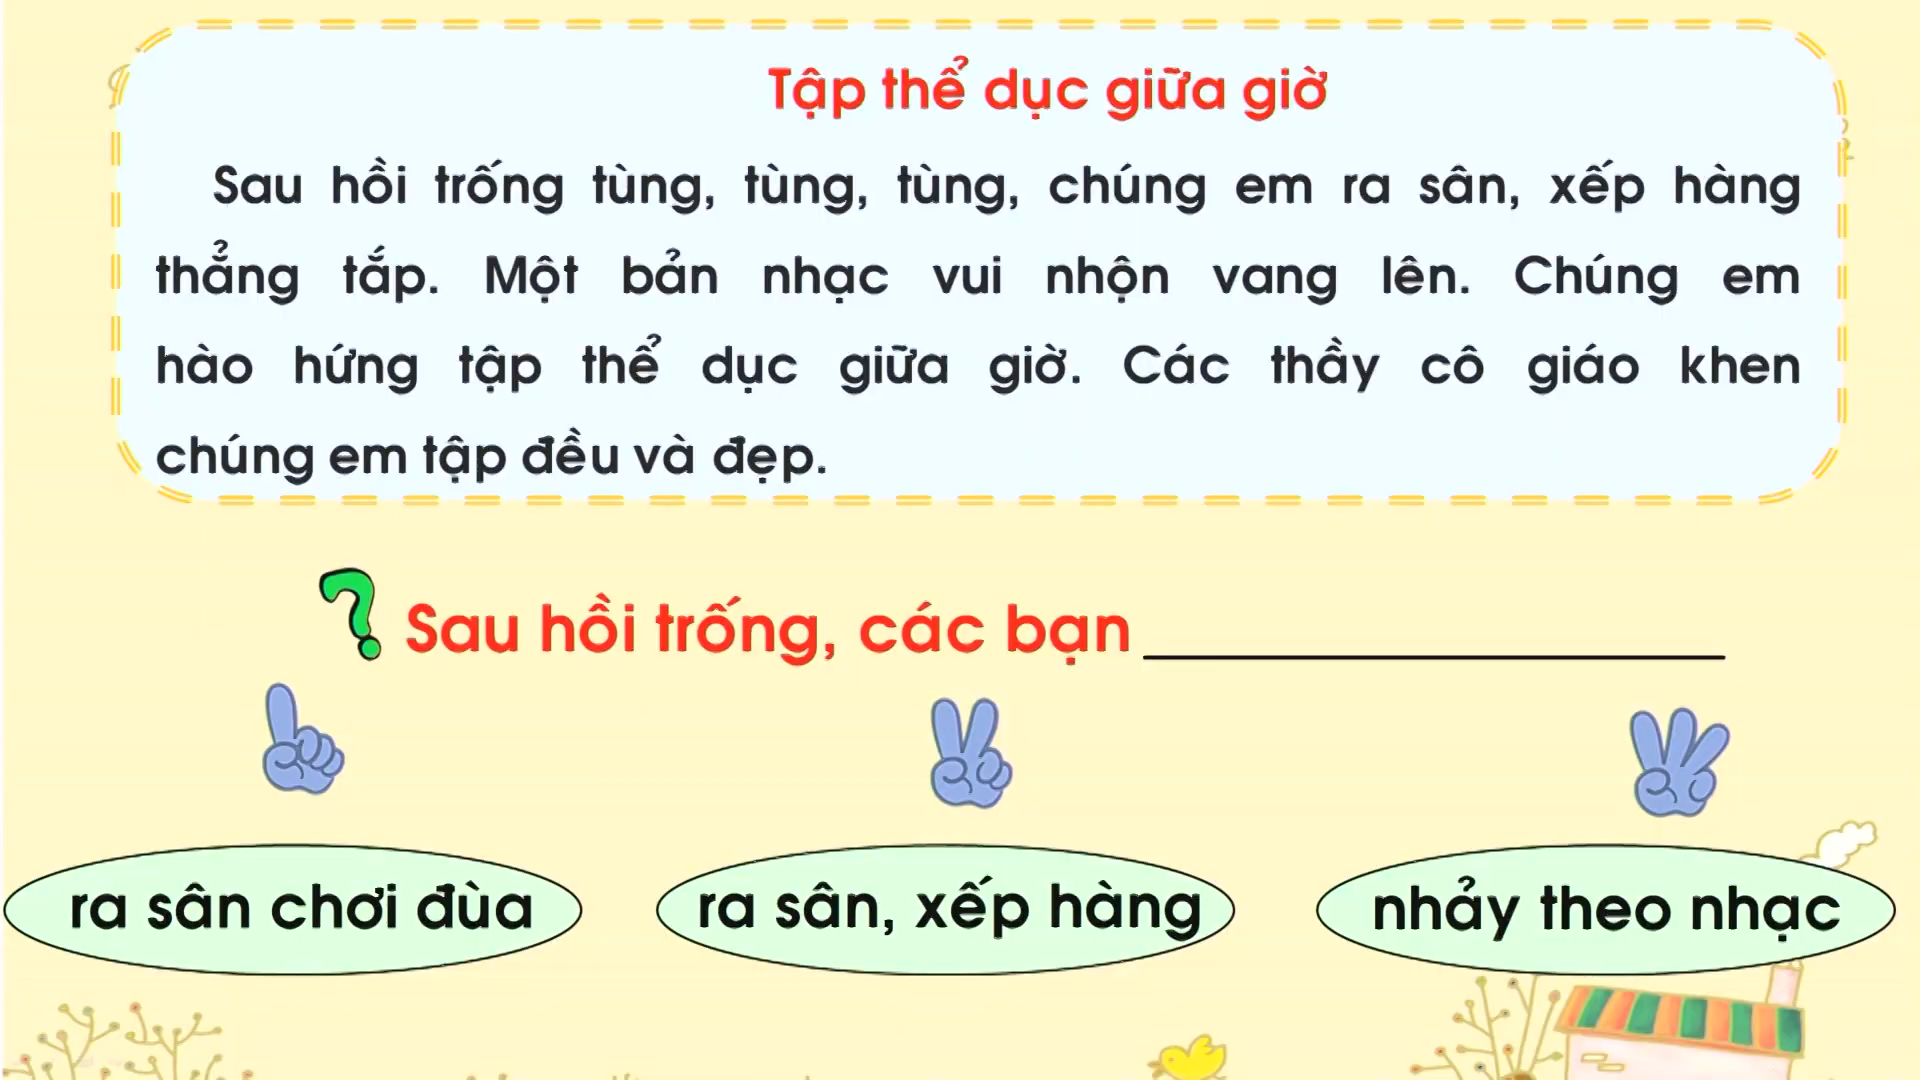 Tập thể dục giữa giờ
Sau hồi trống tùng, tùng, tùng, chúng em ra sân, xếp hàng
thẳng tắp. Một bản nhạc vui nhộn vang lên. Chúng em
hào hứng tập thể dục giữa giờ. Các thầy cô giáo khen
chúng em tập đều và đẹp.
? Sau hồi trống, các bạn ____________________
ra sân chơi đùa
ra sân, xếp hàng
nhảy theo nhạc